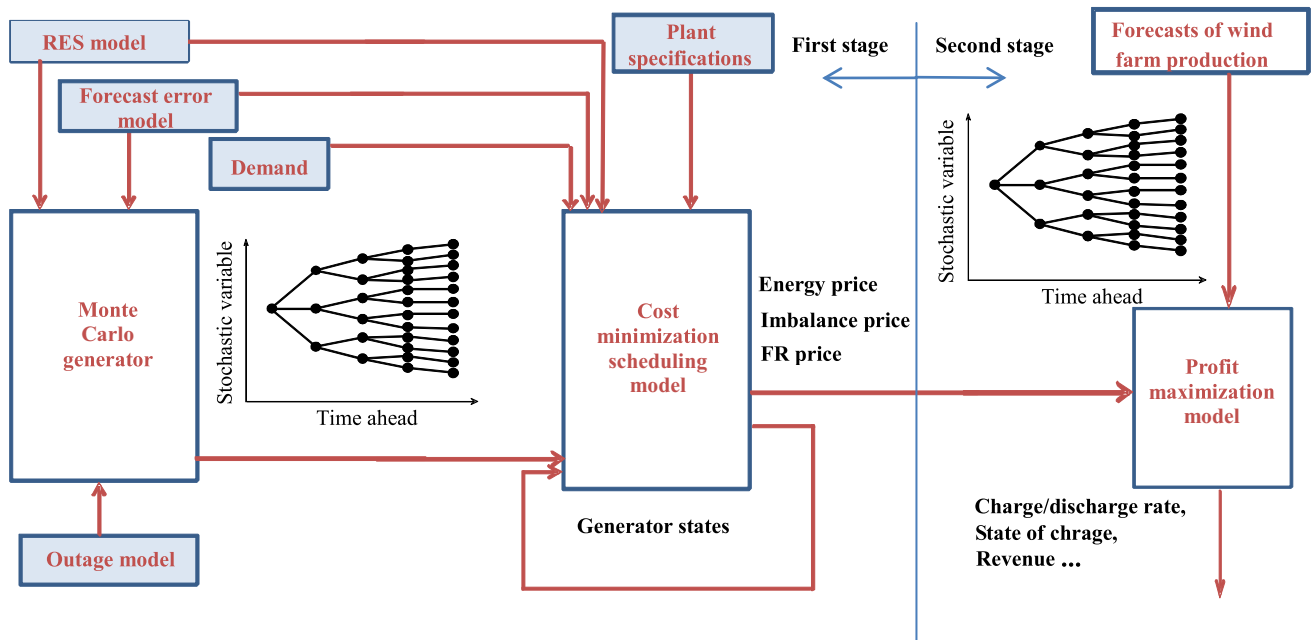 RES model
Forecast error
model
Demand
Plant
specifications
First stage
Second stage
Forecasts of wind
farm production
Monte
Carlo
generator
Stochastic variable
Time ahead
Cost
minimization
scheduling
model
Energy price
Imbalance price
FR price
Stochastic variable
Time ahead
Profit
maximization
model
Generator states
Charge/discharge rate,
State of chrage,
Revenue ...
Outage model